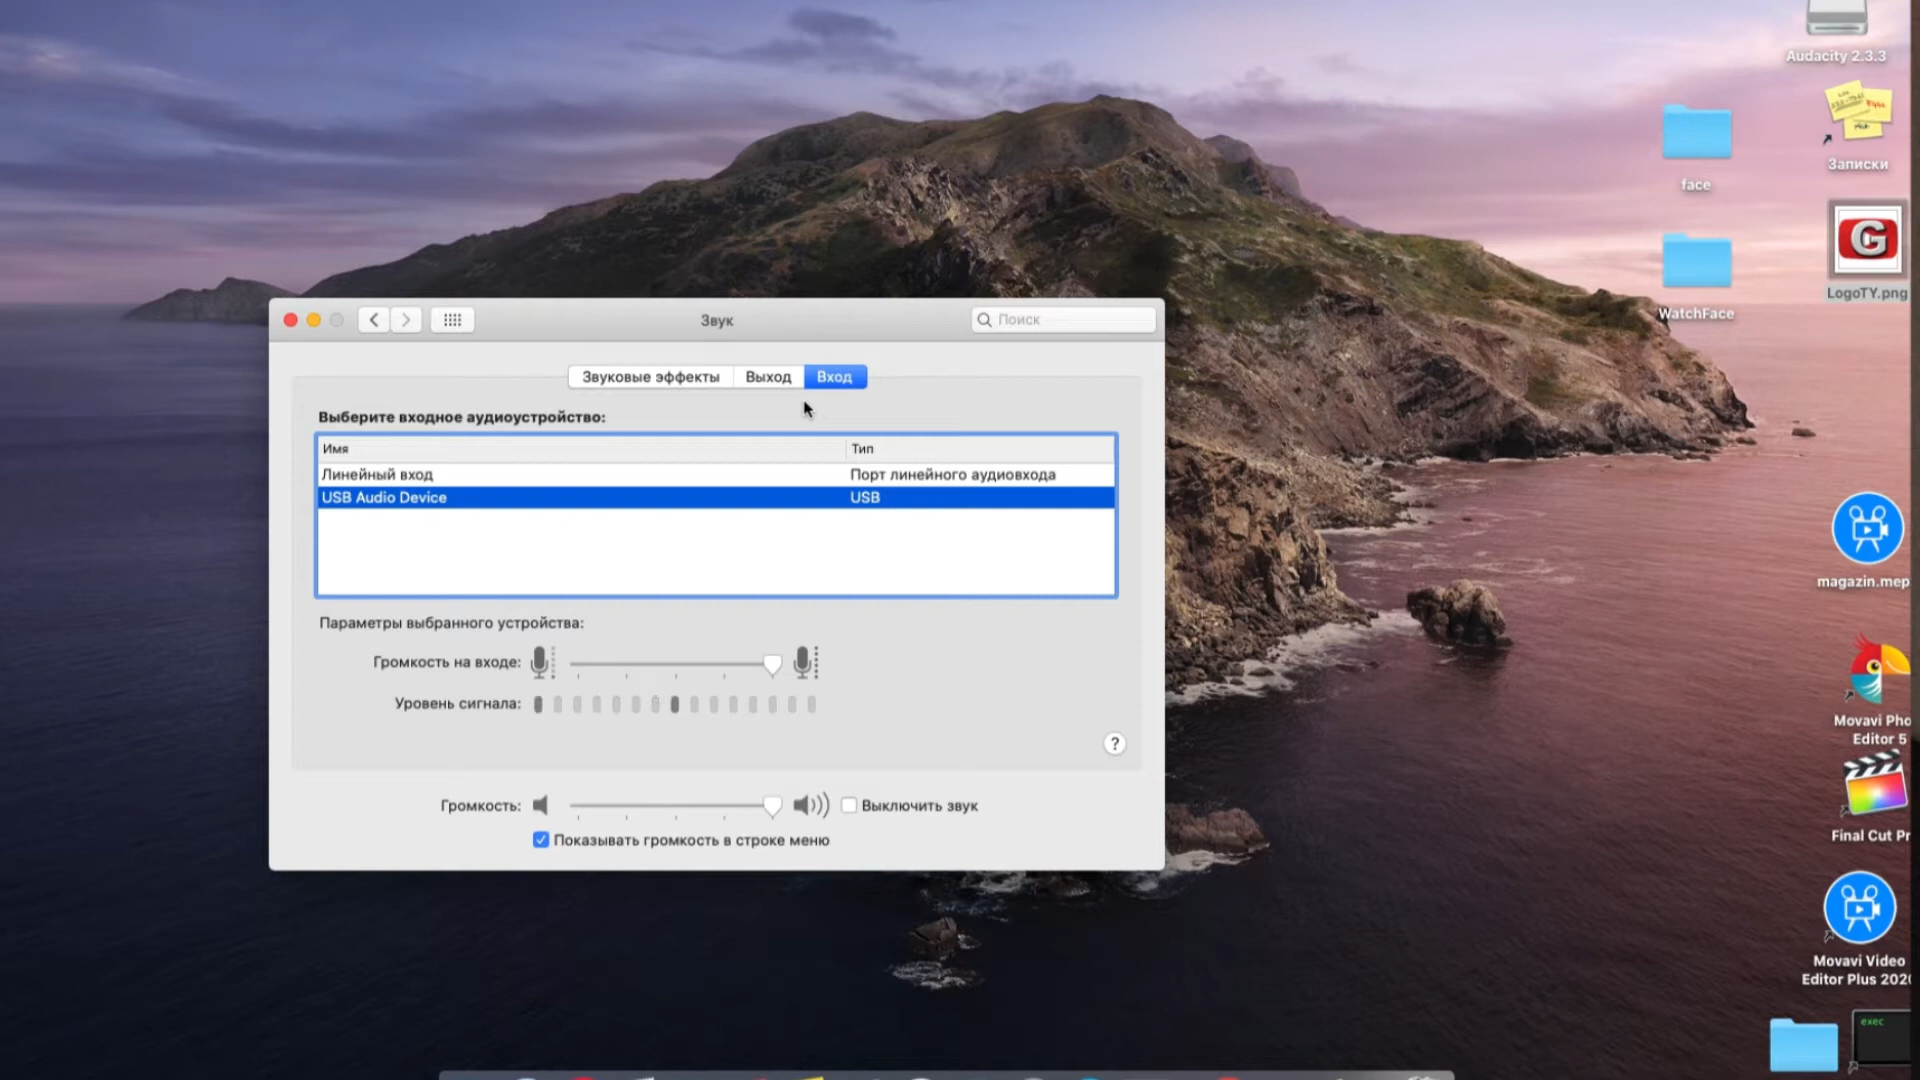 Звук
Поиск
Звуковые эффекты
Выход
Вход
Выберите входное аудиоустройство:
Имя
Тип
Линейный вход
Порт линейного аудиовхода
USB Audio Device
USB
Параметры выбранного устройства:
Громкость на входе:
Уровень сигнала:
?
Громкость:
Выключить звук
Показывать громкость в строке меню
Audacity 2.3.3
Записки
face
G
LogoTY.png
WatchFace
magazin.mep
Movavi Pho
Editor 5
Final Cut Pr
Movavi Video
Editor Plus 2020
exec